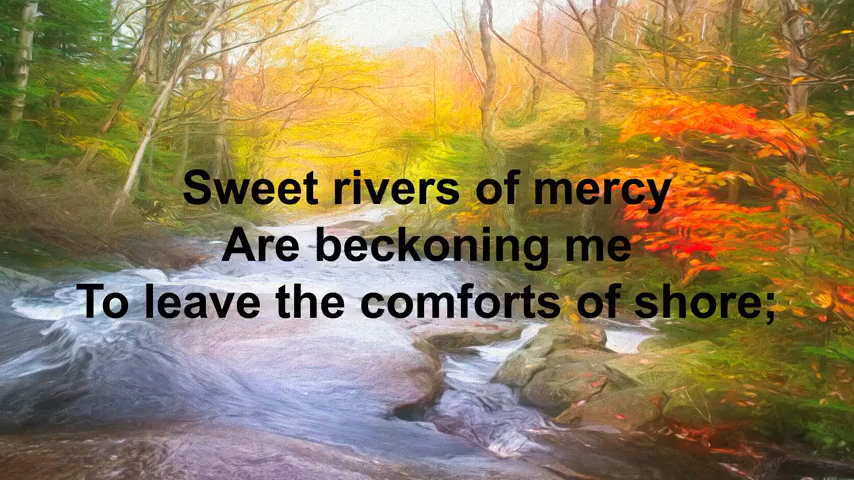 Sweet rivers of mercy
Are beckoning me
To leave the comforts of shore;